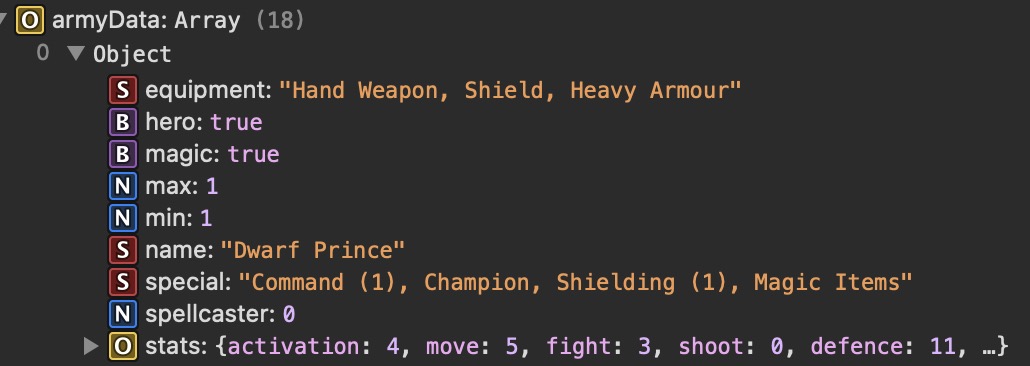 O armyData: Array (18)
0 Object
S equipment: "Hand Weapon, Shield, Heavy Armour"
B hero: true
B magic: true
N max: 1
N min: 1
S name: "Dwarf Prince"
S special: "Command (1), Champion, Shielding (1), Magic Items"
N spellcaster: 0
O stats: {activation: 4, move: 5, fight: 3, shoot: 0, defence: 11, …}